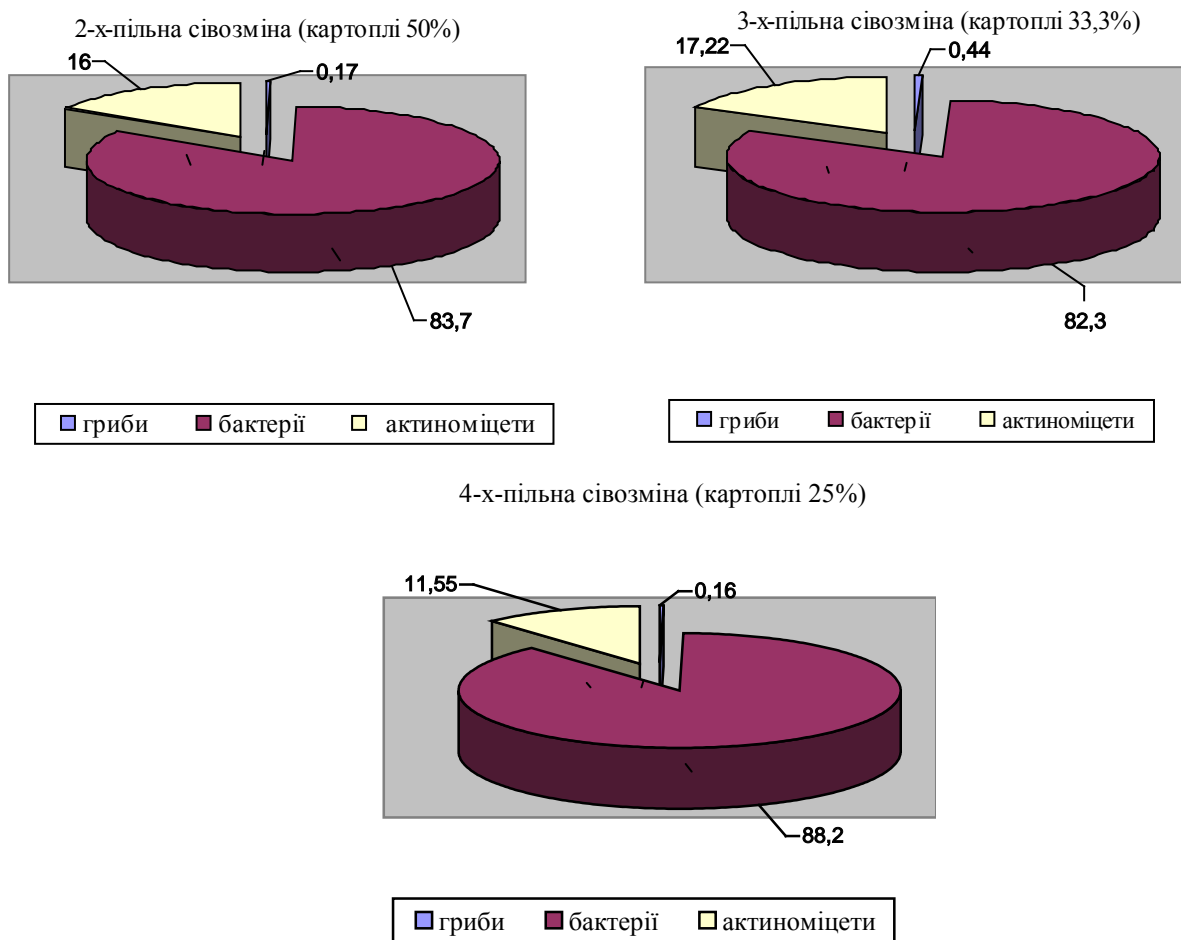 2-х-пільна сівозміна (картоплі 50%)
16
0,17
83,7
гриби бактерії актиноміцети
3-х-пільна сівозміна (картоплі 33,3%)
17,22
0,44
82,3
гриби бактерії актиноміцети
4-х-пільна сівозміна (картоплі 25%)
11,55
0,16
88,2
гриби бактерії актиноміцети